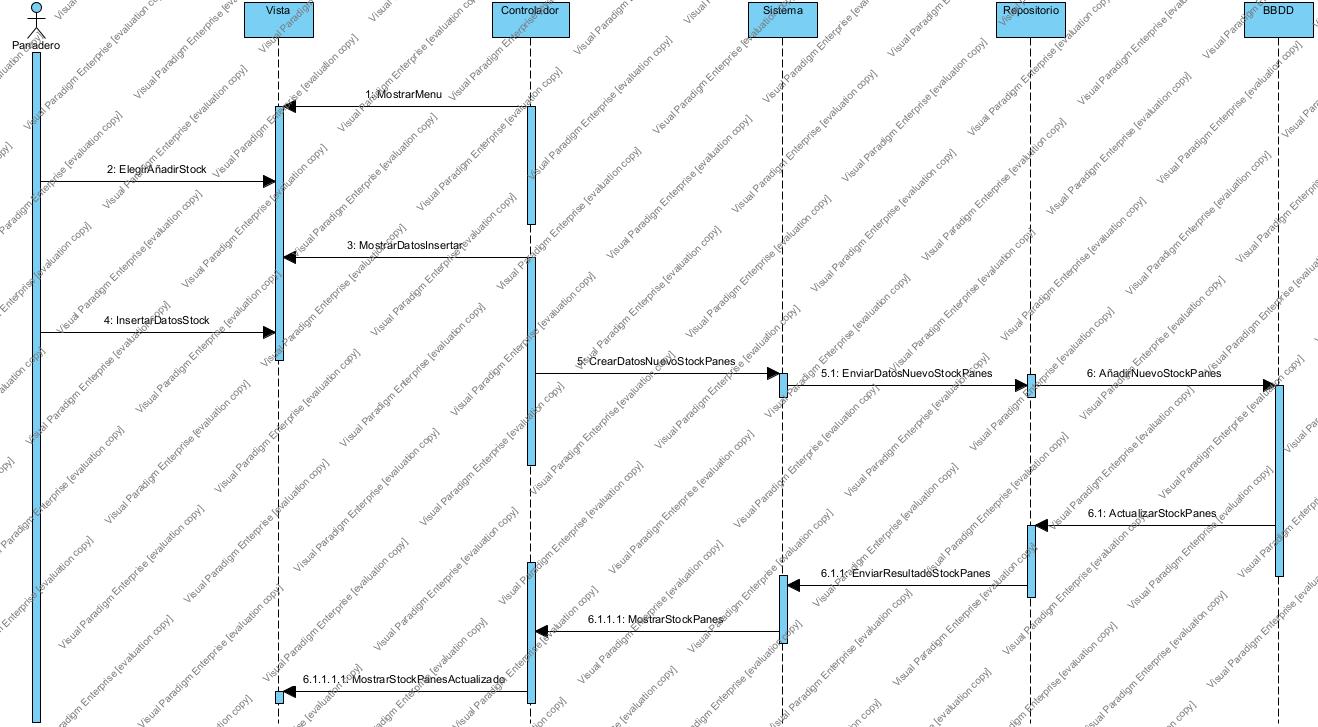 Vista
Controlador
Sistema
Repositorio
BBDD
Panadero
1: MostrarMenu
2: ElegirAñadirStock
3: MostrarDatosInsertar
4: InsertarDatosStock
5: CrearDatosNuevoStockPanes
5.1: EnviarDatosNuevoStockPanes
6: AñadirNuevoStockPanes
6.1: ActualizarStockPanes
6.1.1: EnviarResultadoStockPanes
6.1.1.1: MostrarStockPanes
6.1.1.1.1: MostrarStockPanesActualizado
Visual Paradigm Enterprise [evaluation copy]